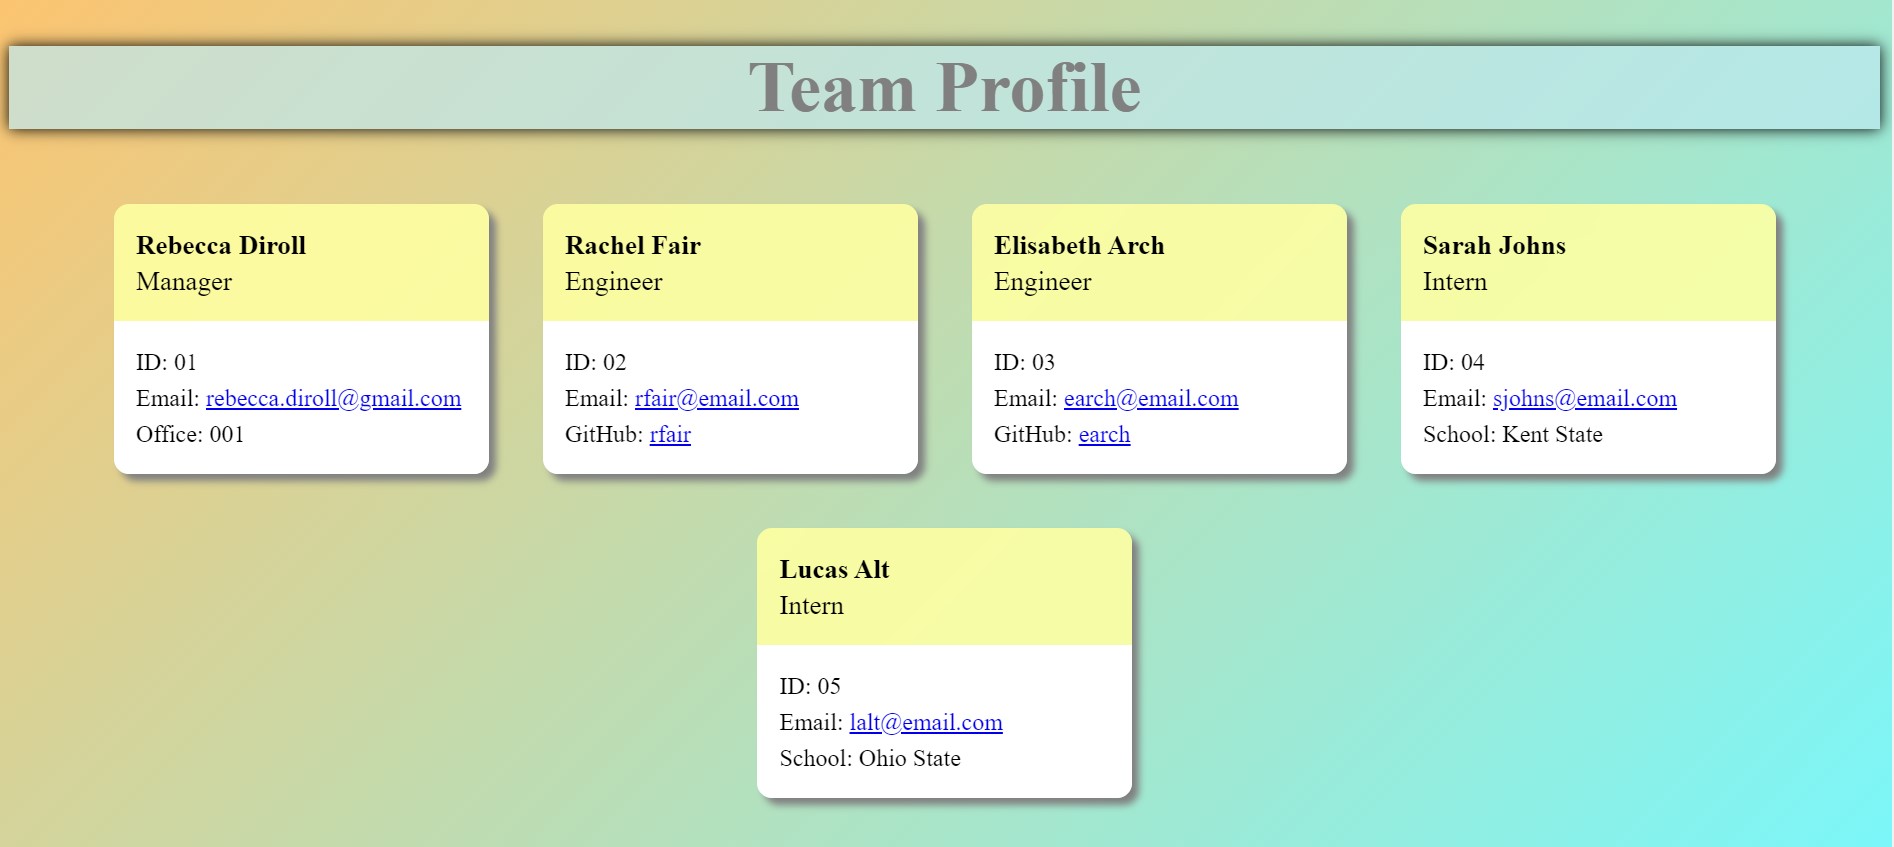 Team Profile
Rebecca Diroll
Manager
ID: 01
Email: rebecca.diroll@gmail.com
Office: 001
Rachel Fair
Engineer
ID: 02
Email: rfair@email.com
GitHub: rfair
Elisabeth Arch
Engineer
ID: 03
Email: earch@email.com
GitHub: earch
Sarah Johns
Intern
ID: 04
Email: sjohns@email.com
School: Kent State
Lucas Alt
Intern
ID: 05
Email: lalt@email.com
School: Ohio State